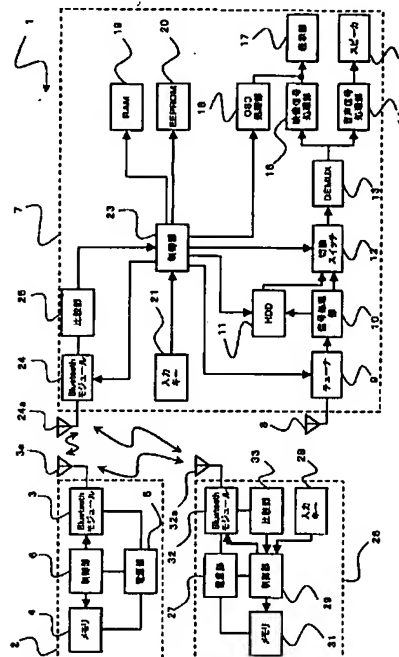 1
7
19
RAM
20
EEPROM
17
表示部
スピーカ
18
OSD
処理部
映像信号
処理部
16
音声信号
処理部
DEMUX
13
23
制御部
切換
スイッチ
12
25
比較部
24
Bluetooth
モジュール
24a
21
入力
キー
HDD
11
信号処理
部
10
チューナ
9
8
3a
3
Bluetooth
モジュール
6
制御部
5
電源部
4
メモリ
2
32a
32
Bluetooth
モジュール
33
比較部
28
入力
キー
27
電源部
制御部
29
メモリ
31
26